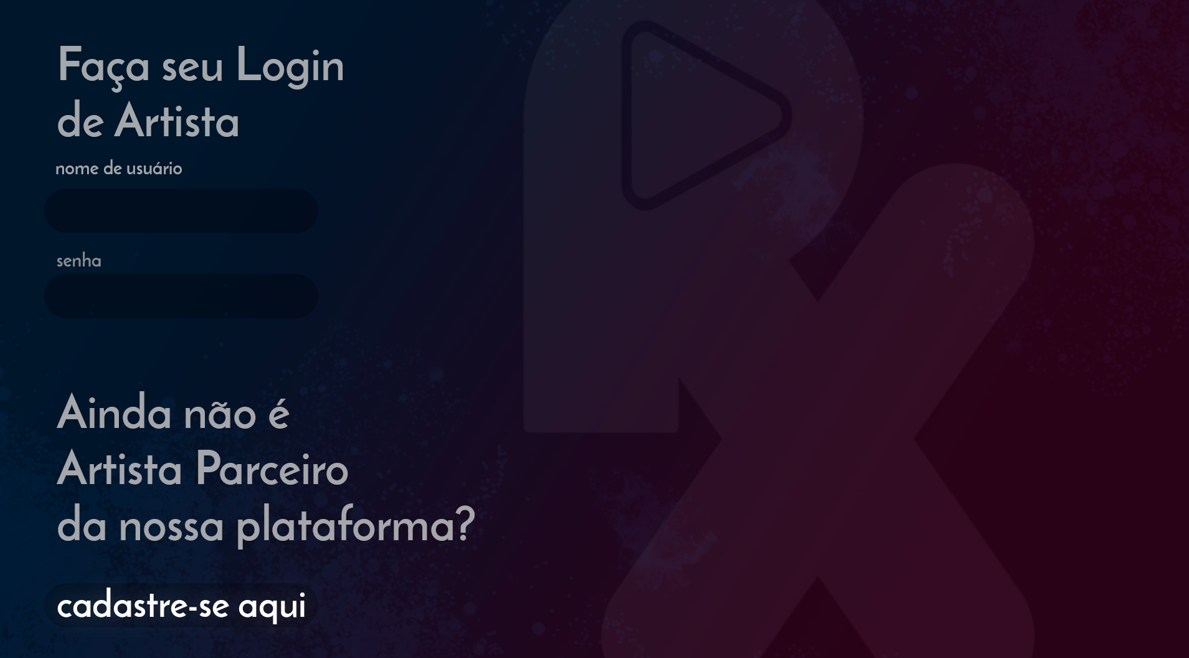 Faça seu Login
de Artista
nome de usuário
senha
Ainda não é
Artista Parceiro
da nossa plataforma?
cadastre-se aqui